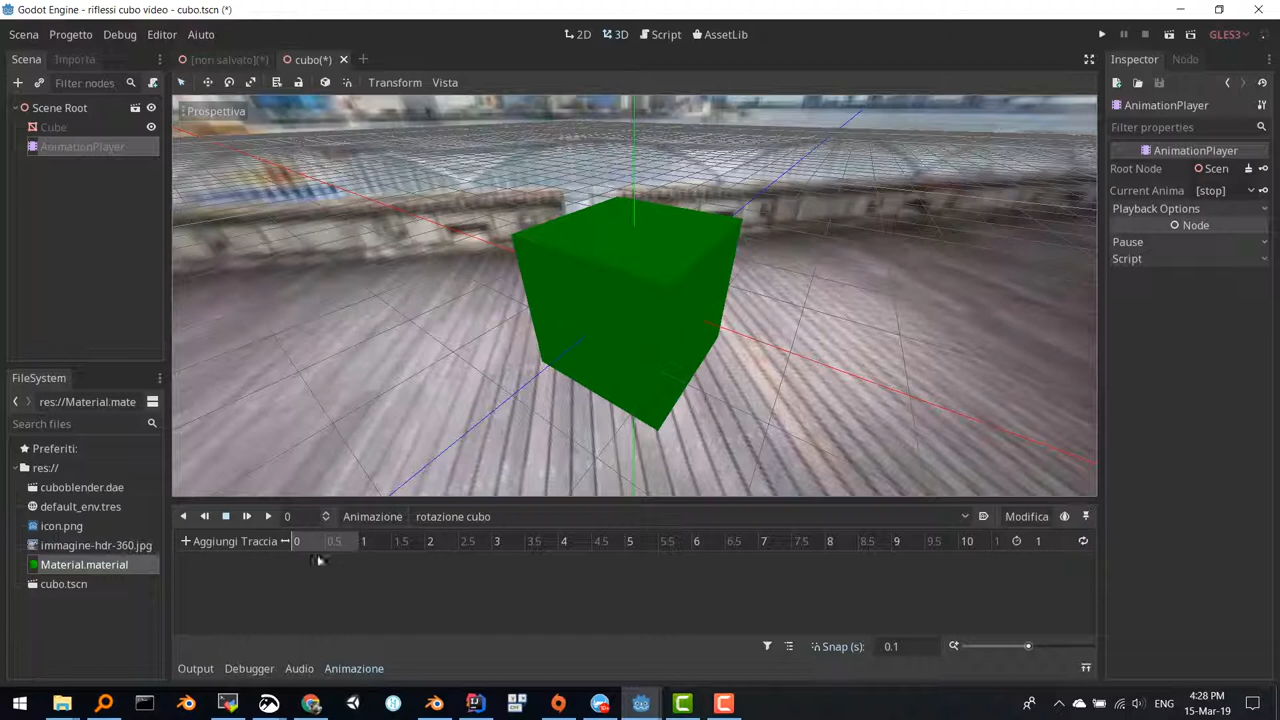 Godot Engine - riflessi cubo video - cubo.tscn (*)
Scena Progetto Debug Editor Aiuto
2D 3D Script AssetLib
GLES3
Scena Importa
[non salvato](*) cubo(*)
Inspector Nodo
Filter nodes
Transform Vista
Prospettiva
Scene Root
Cube
AnimationPlayer
AnimationPlayer
Filter properties
AnimationPlayer
Root Node Scen
Current Anima [stop]
Playback Options
Node
Pause
Script
FileSystem
res://Material.mate
Search files
Preferiti:
res://
cuboblender.dae
default_env.tres
icon.png
immagine-hdr-360.jpg
Material.material
cubo.tscn
0 Animazione rotazione cubo Modifica
Aggiungi Traccia 0 0.5 1 1.5 2 2.5 3 3.5 4 4.5 5 5.5 6 6.5 7 7.5 8 8.5 9 9.5 10 1 1
Snap (s): 0.1
Output Debugger Audio Animazione
4:28 PM
ENG
15-Mar-19